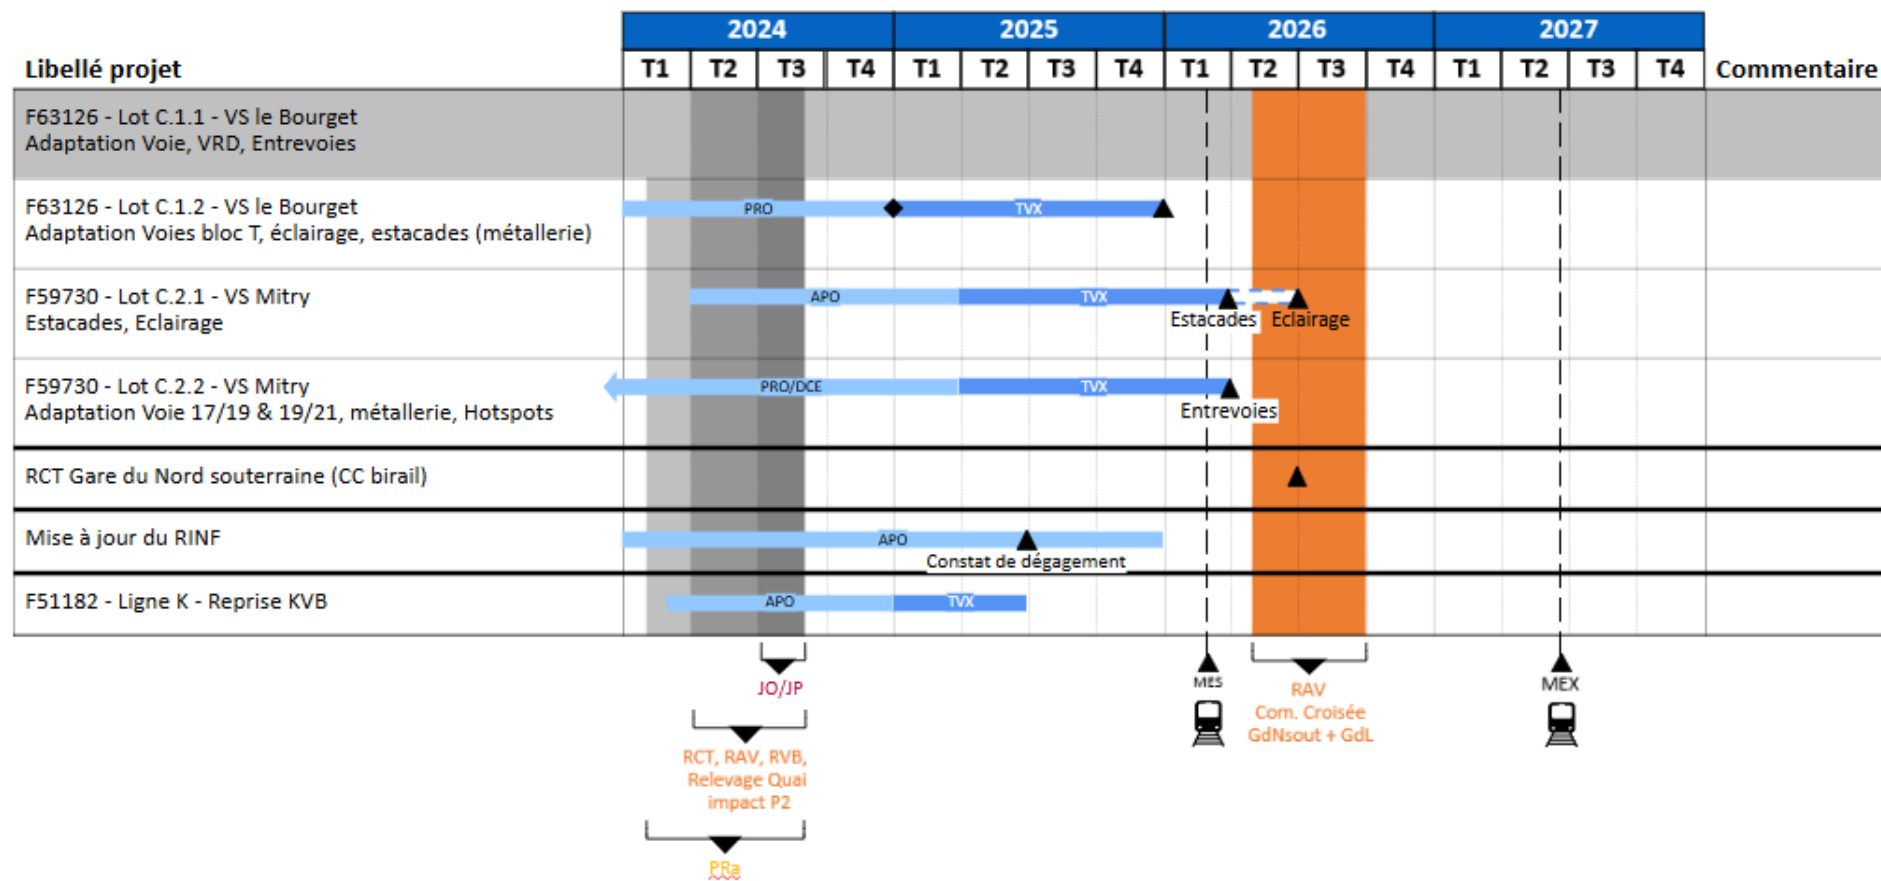 2024 2025 2026 2027
Libellé projet T1 T2 T3 T4 T1 T2 T3 T4 T1 T2 T3 T4 T1 T2 T3 T4 Commentaire
F63126 - Lot C.1.1 - VS le Bourget
Adaptation Voie, VRD, Entrevoies
F63126 - Lot C.1.2 - VS le Bourget
PRO TVX
Adaptation Voies bloc T, éclairage, estacades (métallerie)
F59730 - Lot C.2.1 - VS Mitry
APO TVX
Estacades, Eclairage
Estacades Eclairage
F59730 - Lot C.2.2 - VS Mitry
PRO/DCE TVX
Adaptation Voie 17/19 & 19/21, métallerie, Hotspots
Entrevoies
RCT Gare du Nord souterraine (CC birail)
Mise à jour du RINF
APO
Constat de dégagement
F51182 - Ligne K - Reprise KVB
APO TVX
JO/JP
MES
RAV
Com. Croisée
GdNsout + GdL
MEX
RCT, RAV, RVB,
Relevage Quai
impact P2
PRa